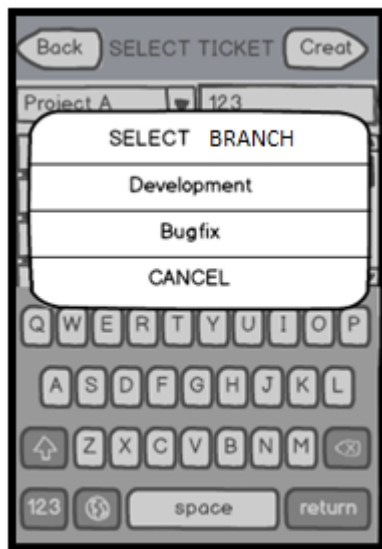 Back SELECT TICKET Creat
Project A 123
SELECT BRANCH
Development
Bugfix
CANCEL
Q W E R T Y U I O P
A S D F G H J K L
Z X C V B N M
123 space return